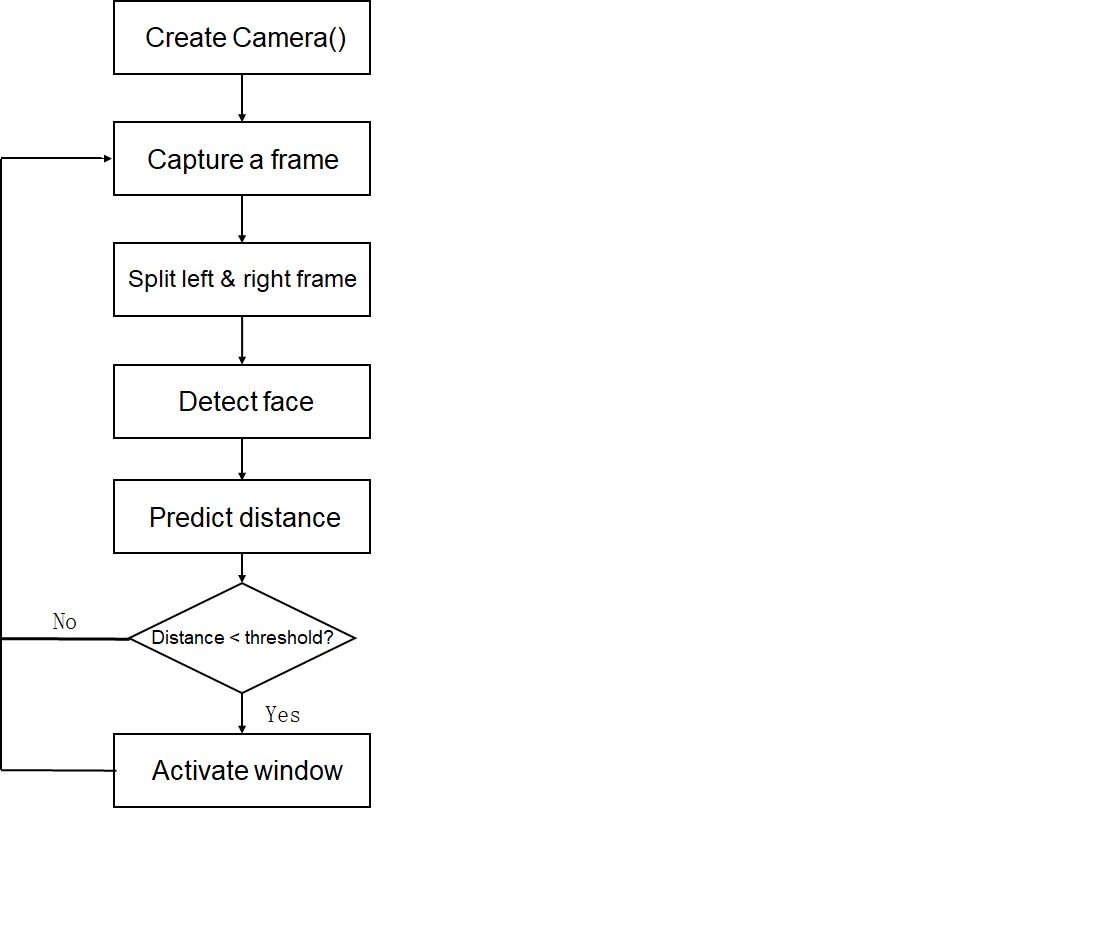 Create Camera()
Capture a frame
Split left & right frame
Detect face
Predict distance
Distance < threshold?
No
Yes
Activate window